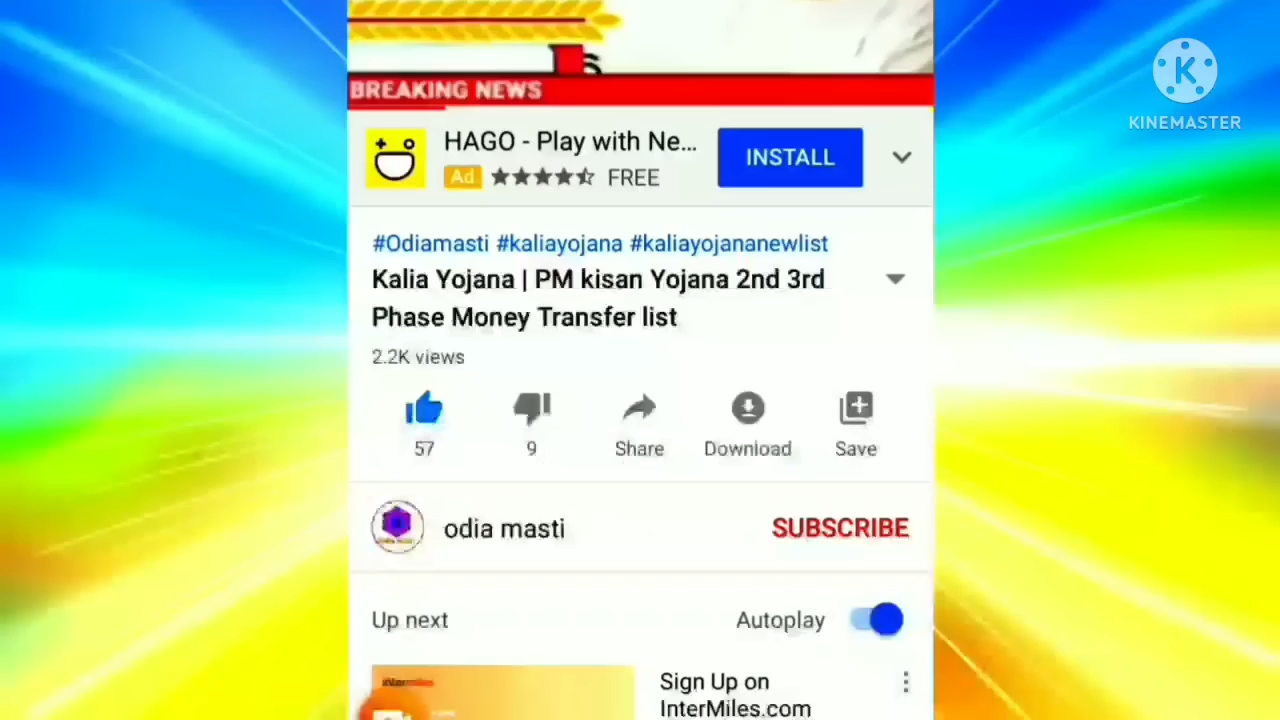 BREAKING NEWS
HAGO - Play with Ne...
INSTALL
Ad
FREE
#Odiamasti #kaliayojana #kaliayojananewlist
Kalia Yojana | PM kisan Yojana 2nd 3rd
Phase Money Transfer list
2.2K views
57
9
Share
Download
Save
odia masti
SUBSCRIBE
Up next
Autoplay
intermiles
Sign Up on
InterMiles.com
K
KINEMASTER